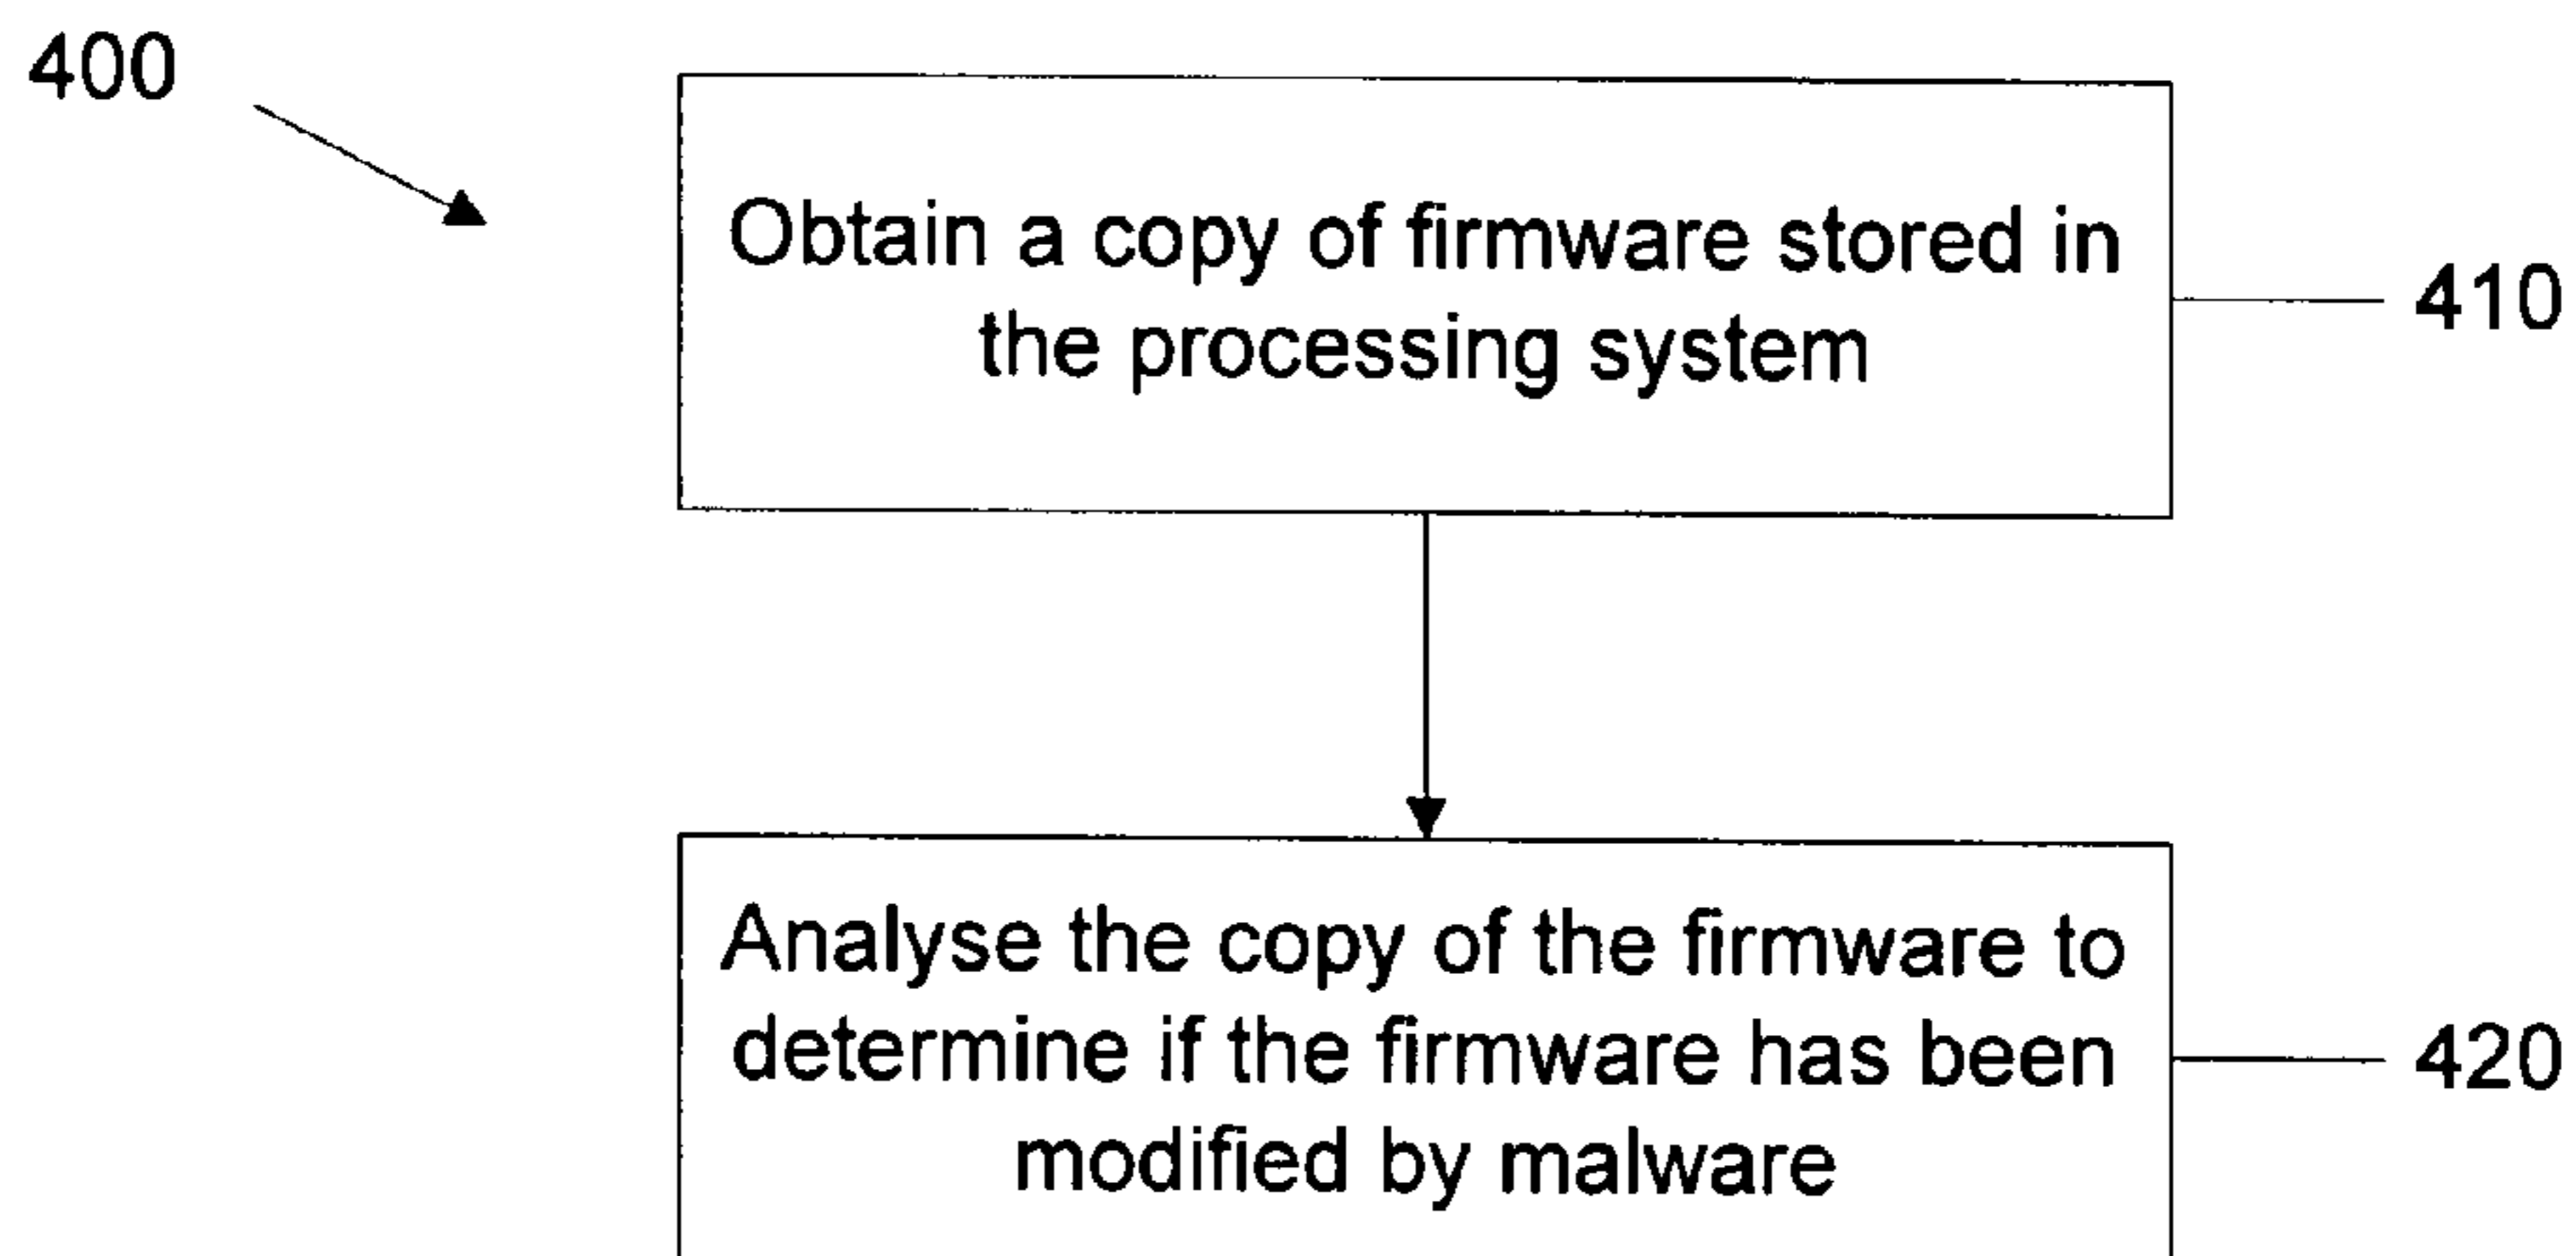 400
Obtain a copy of firmware stored in
the processing system
410
Analyse the copy of the firmware to
determine if the firmware has been
modified by malware
420